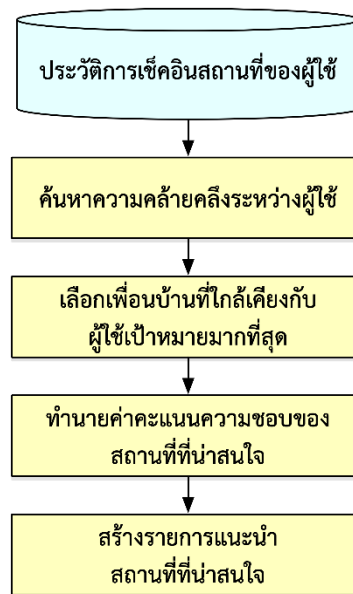 ประวัติการเช็คอินสถานที่ของผู้ใช้
ค้นหาความคล้ายคลึงระหว่างผู้ใช้
เลือกเพื่อนบ้านที่ใกล้เคียงกับ
ผู้ใช้เป้าหมายมากที่สุด
ทำนายค่าคะแนนความชอบของ
สถานที่ที่น่าสนใจ
สร้างรายการแนะนำ
สถานที่ที่น่าสนใจ